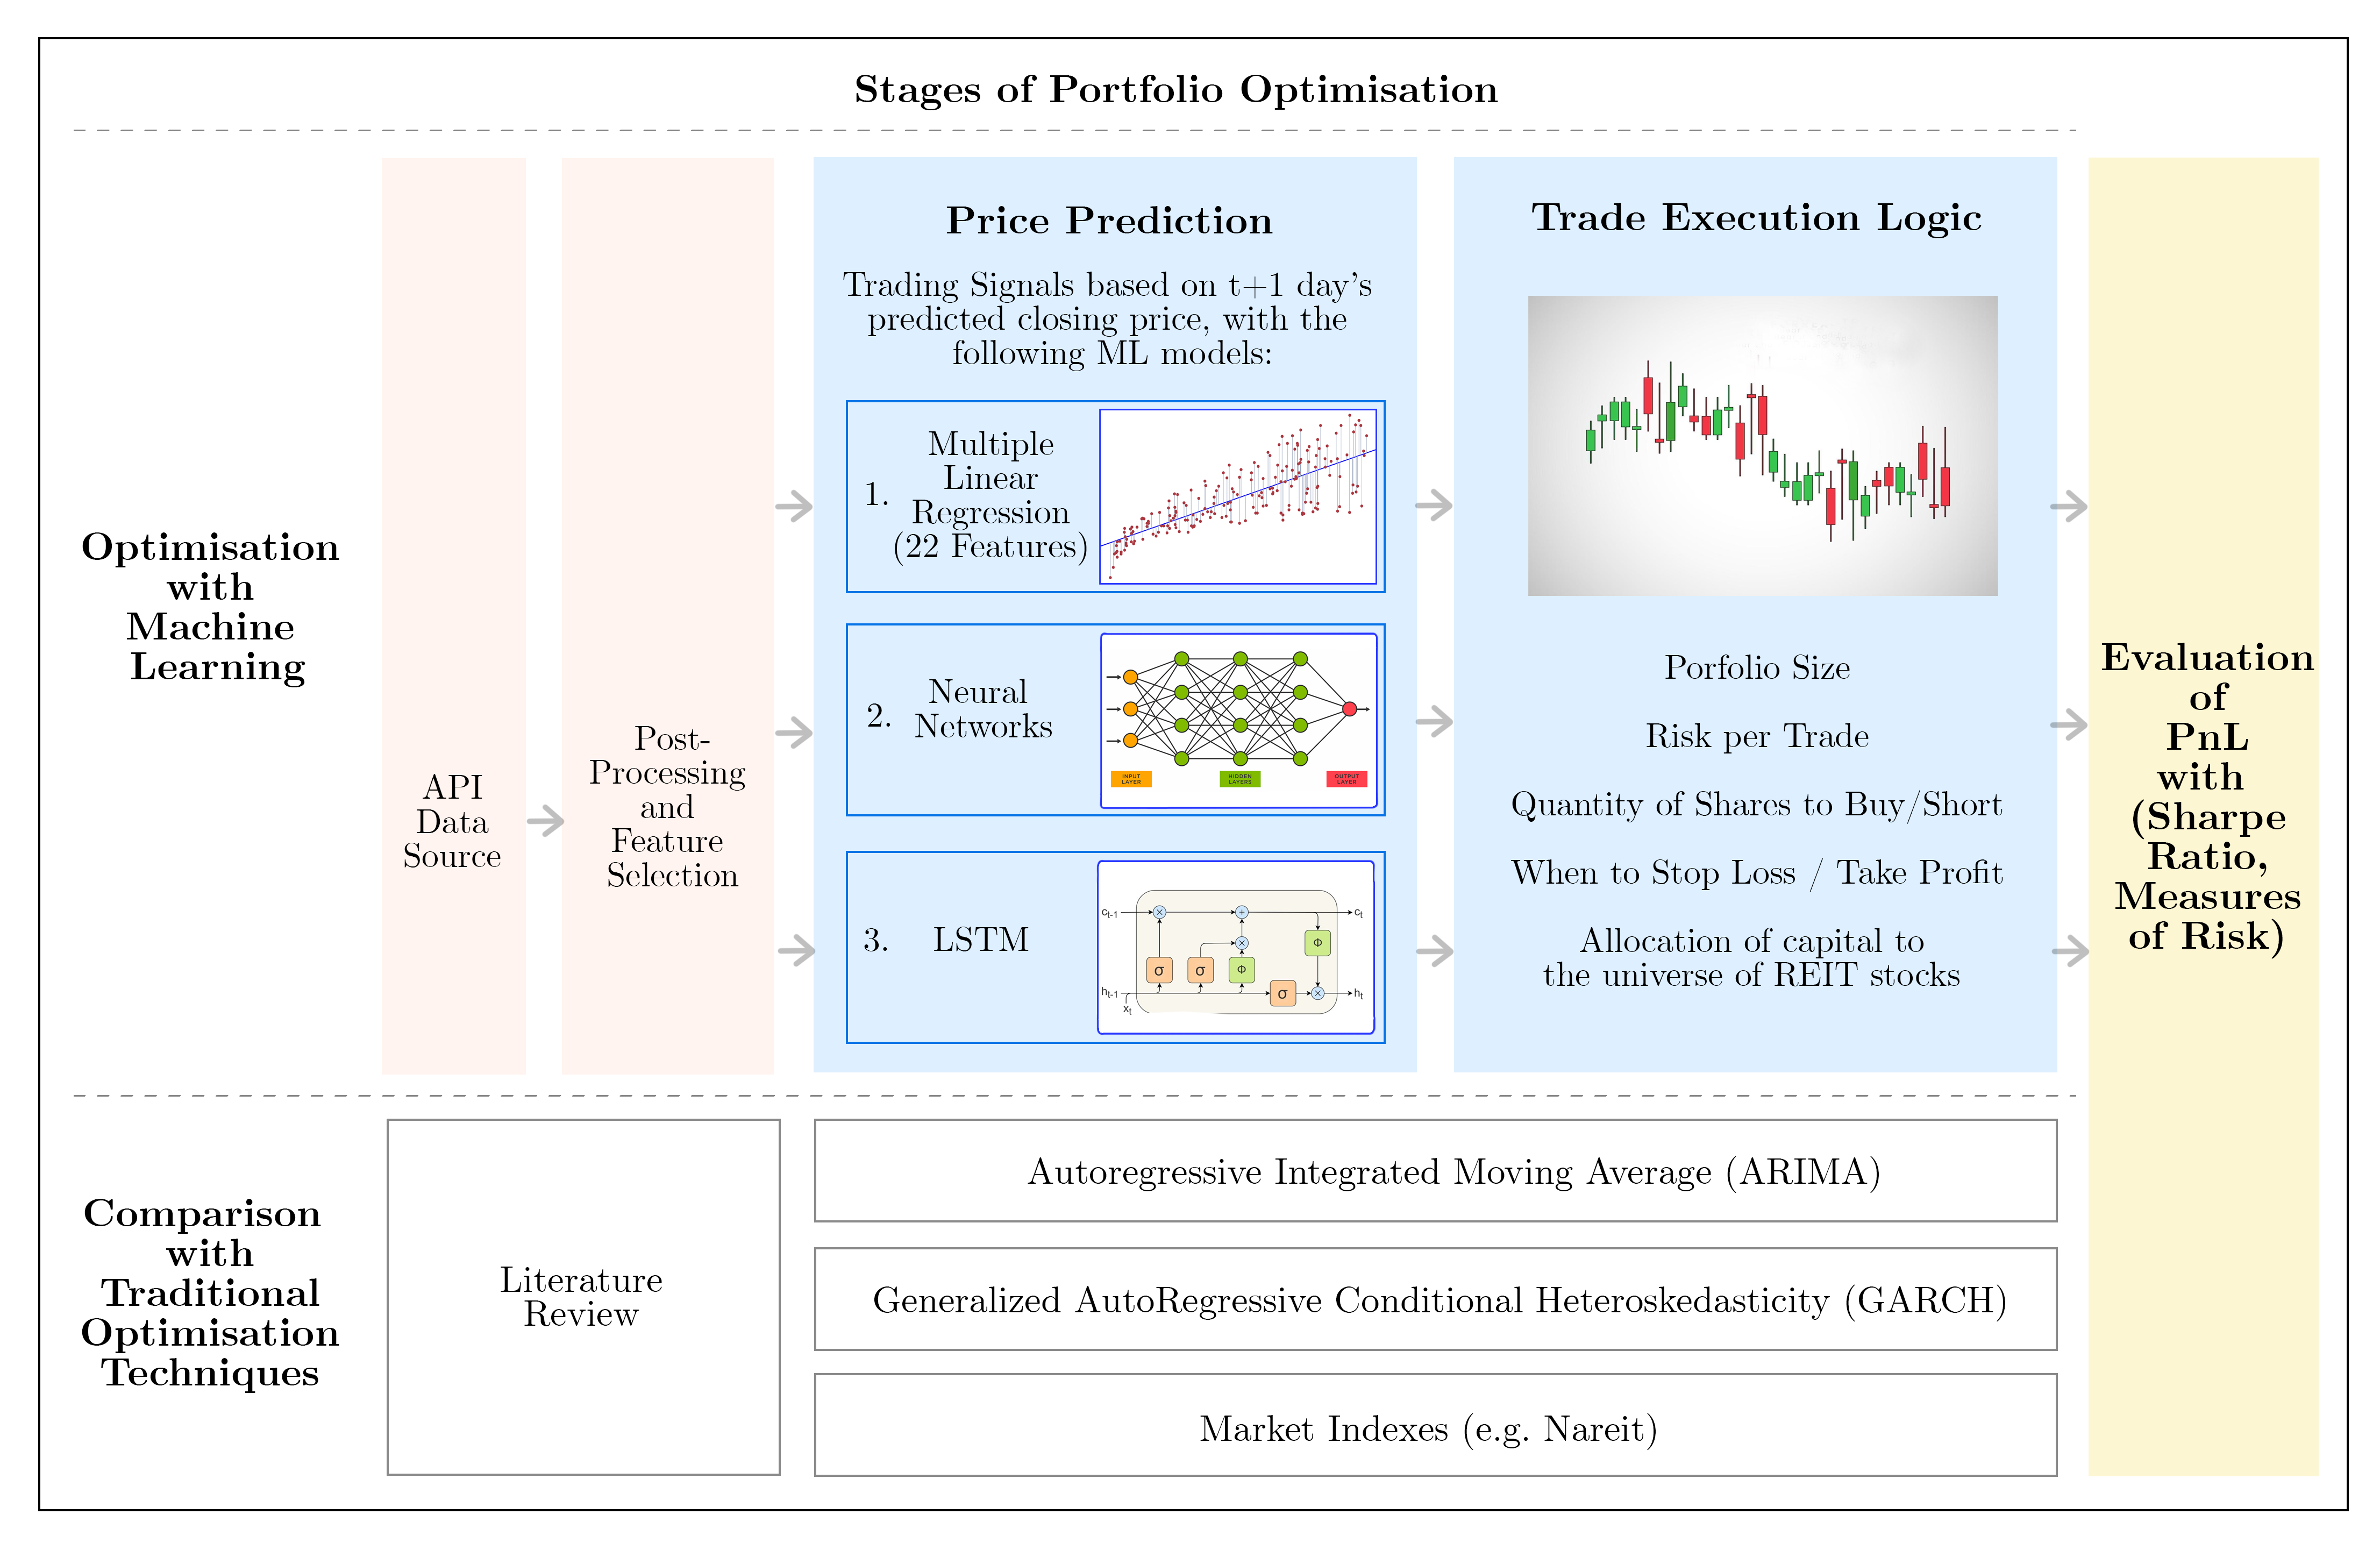 Stages of Portfolio Optimisation
Optimisation
with
Machine
Learning
API
Data
Source
Post-
Processing
and
Feature
Selection
Price Prediction
Trading Signals based on t+1 day's
predicted closing price, with the
following ML models:
1.
Multiple
Linear
Regression
(22 Features)
2.
Neural
Networks
INPUT
LAYER
HIDDEN
LAYERS
OUTPUT
LAYER
3.
LSTM
ct-1
×
+
ct
×
Φ
σ
σ
Φ
ht-1
σ
×
ht
xt
Trade Execution Logic
Porfolio Size
Risk per Trade
Quantity of Shares to Buy/Short
When to Stop Loss / Take Profit
Allocation of capital to
the universe of REIT stocks
Evaluation
of
PnL
with
(Sharpe
Ratio,
Measures
of Risk)
Comparison
with
Traditional
Optimisation
Techniques
Literature
Review
Autoregressive Integrated Moving Average (ARIMA)
Generalized AutoRegressive Conditional Heteroskedasticity (GARCH)
Market Indexes (e.g. Nareit)